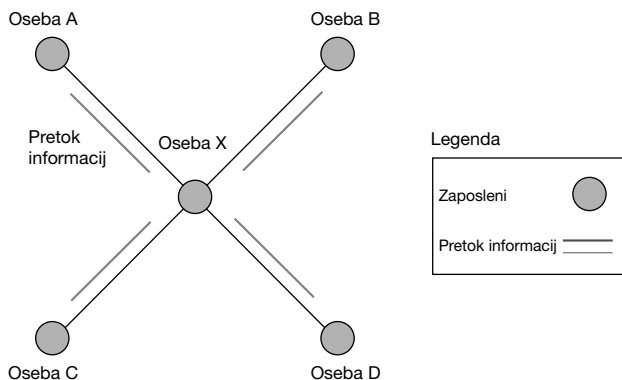 Oseba A
Oseba B
Pretok
informacij
Oseba X
Legenda
Zaposleni
Pretok informacij
Oseba C
Oseba D